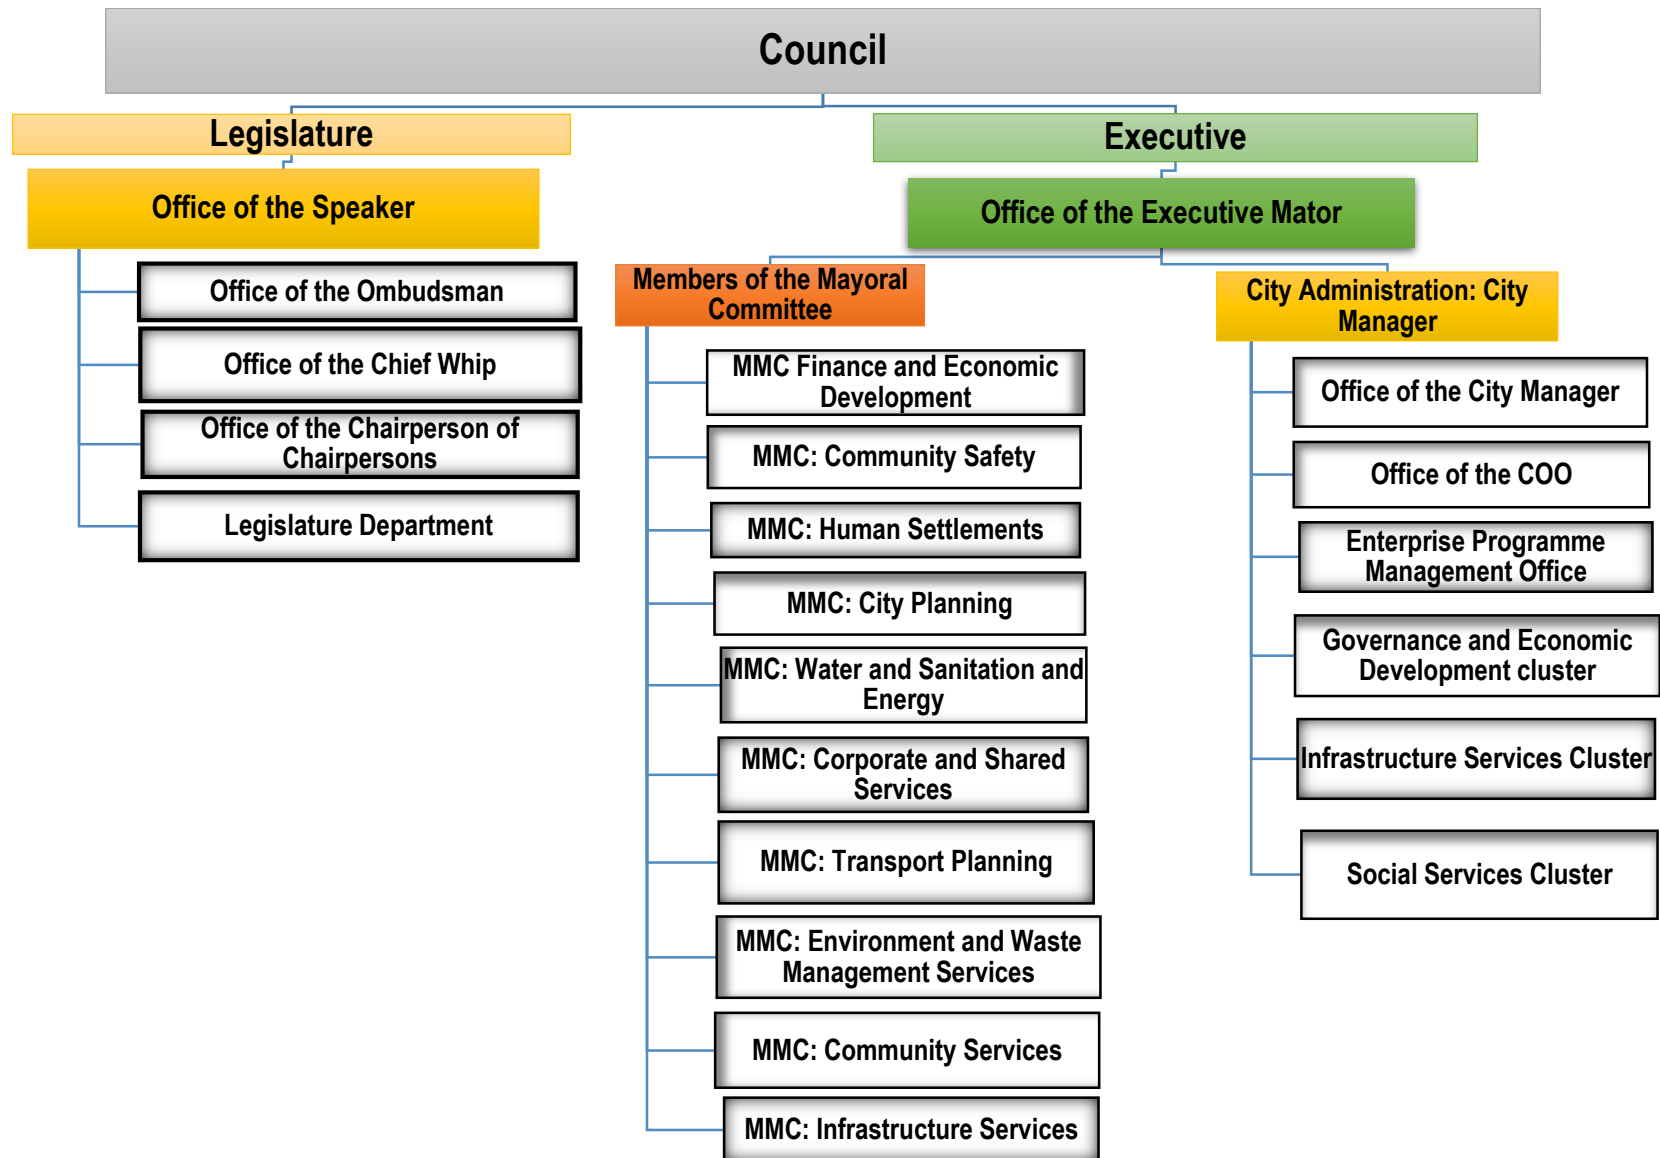 Council
Legislature
Executive
Office of the Speaker
Office of the Executive Mator
Office of the Ombudsman
Office of the Chief Whip
Office of the Chairperson of
Chairpersons
Legislature Department
Members of the Mayoral
Committee
MMC Finance and Economic
Development
MMC: Community Safety
MMC: Human Settlements
MMC: City Planning
MMC: Water and Sanitation and
Energy
MMC: Corporate and Shared
Services
MMC: Transport Planning
MMC: Environment and Waste
Management Services
MMC: Community Services
MMC: Infrastructure Services
City Administration: City
Manager
Office of the City Manager
Office of the COO
Enterprise Programme
Management Office
Governance and Economic
Development cluster
Infrastructure Services Cluster
Social Services Cluster